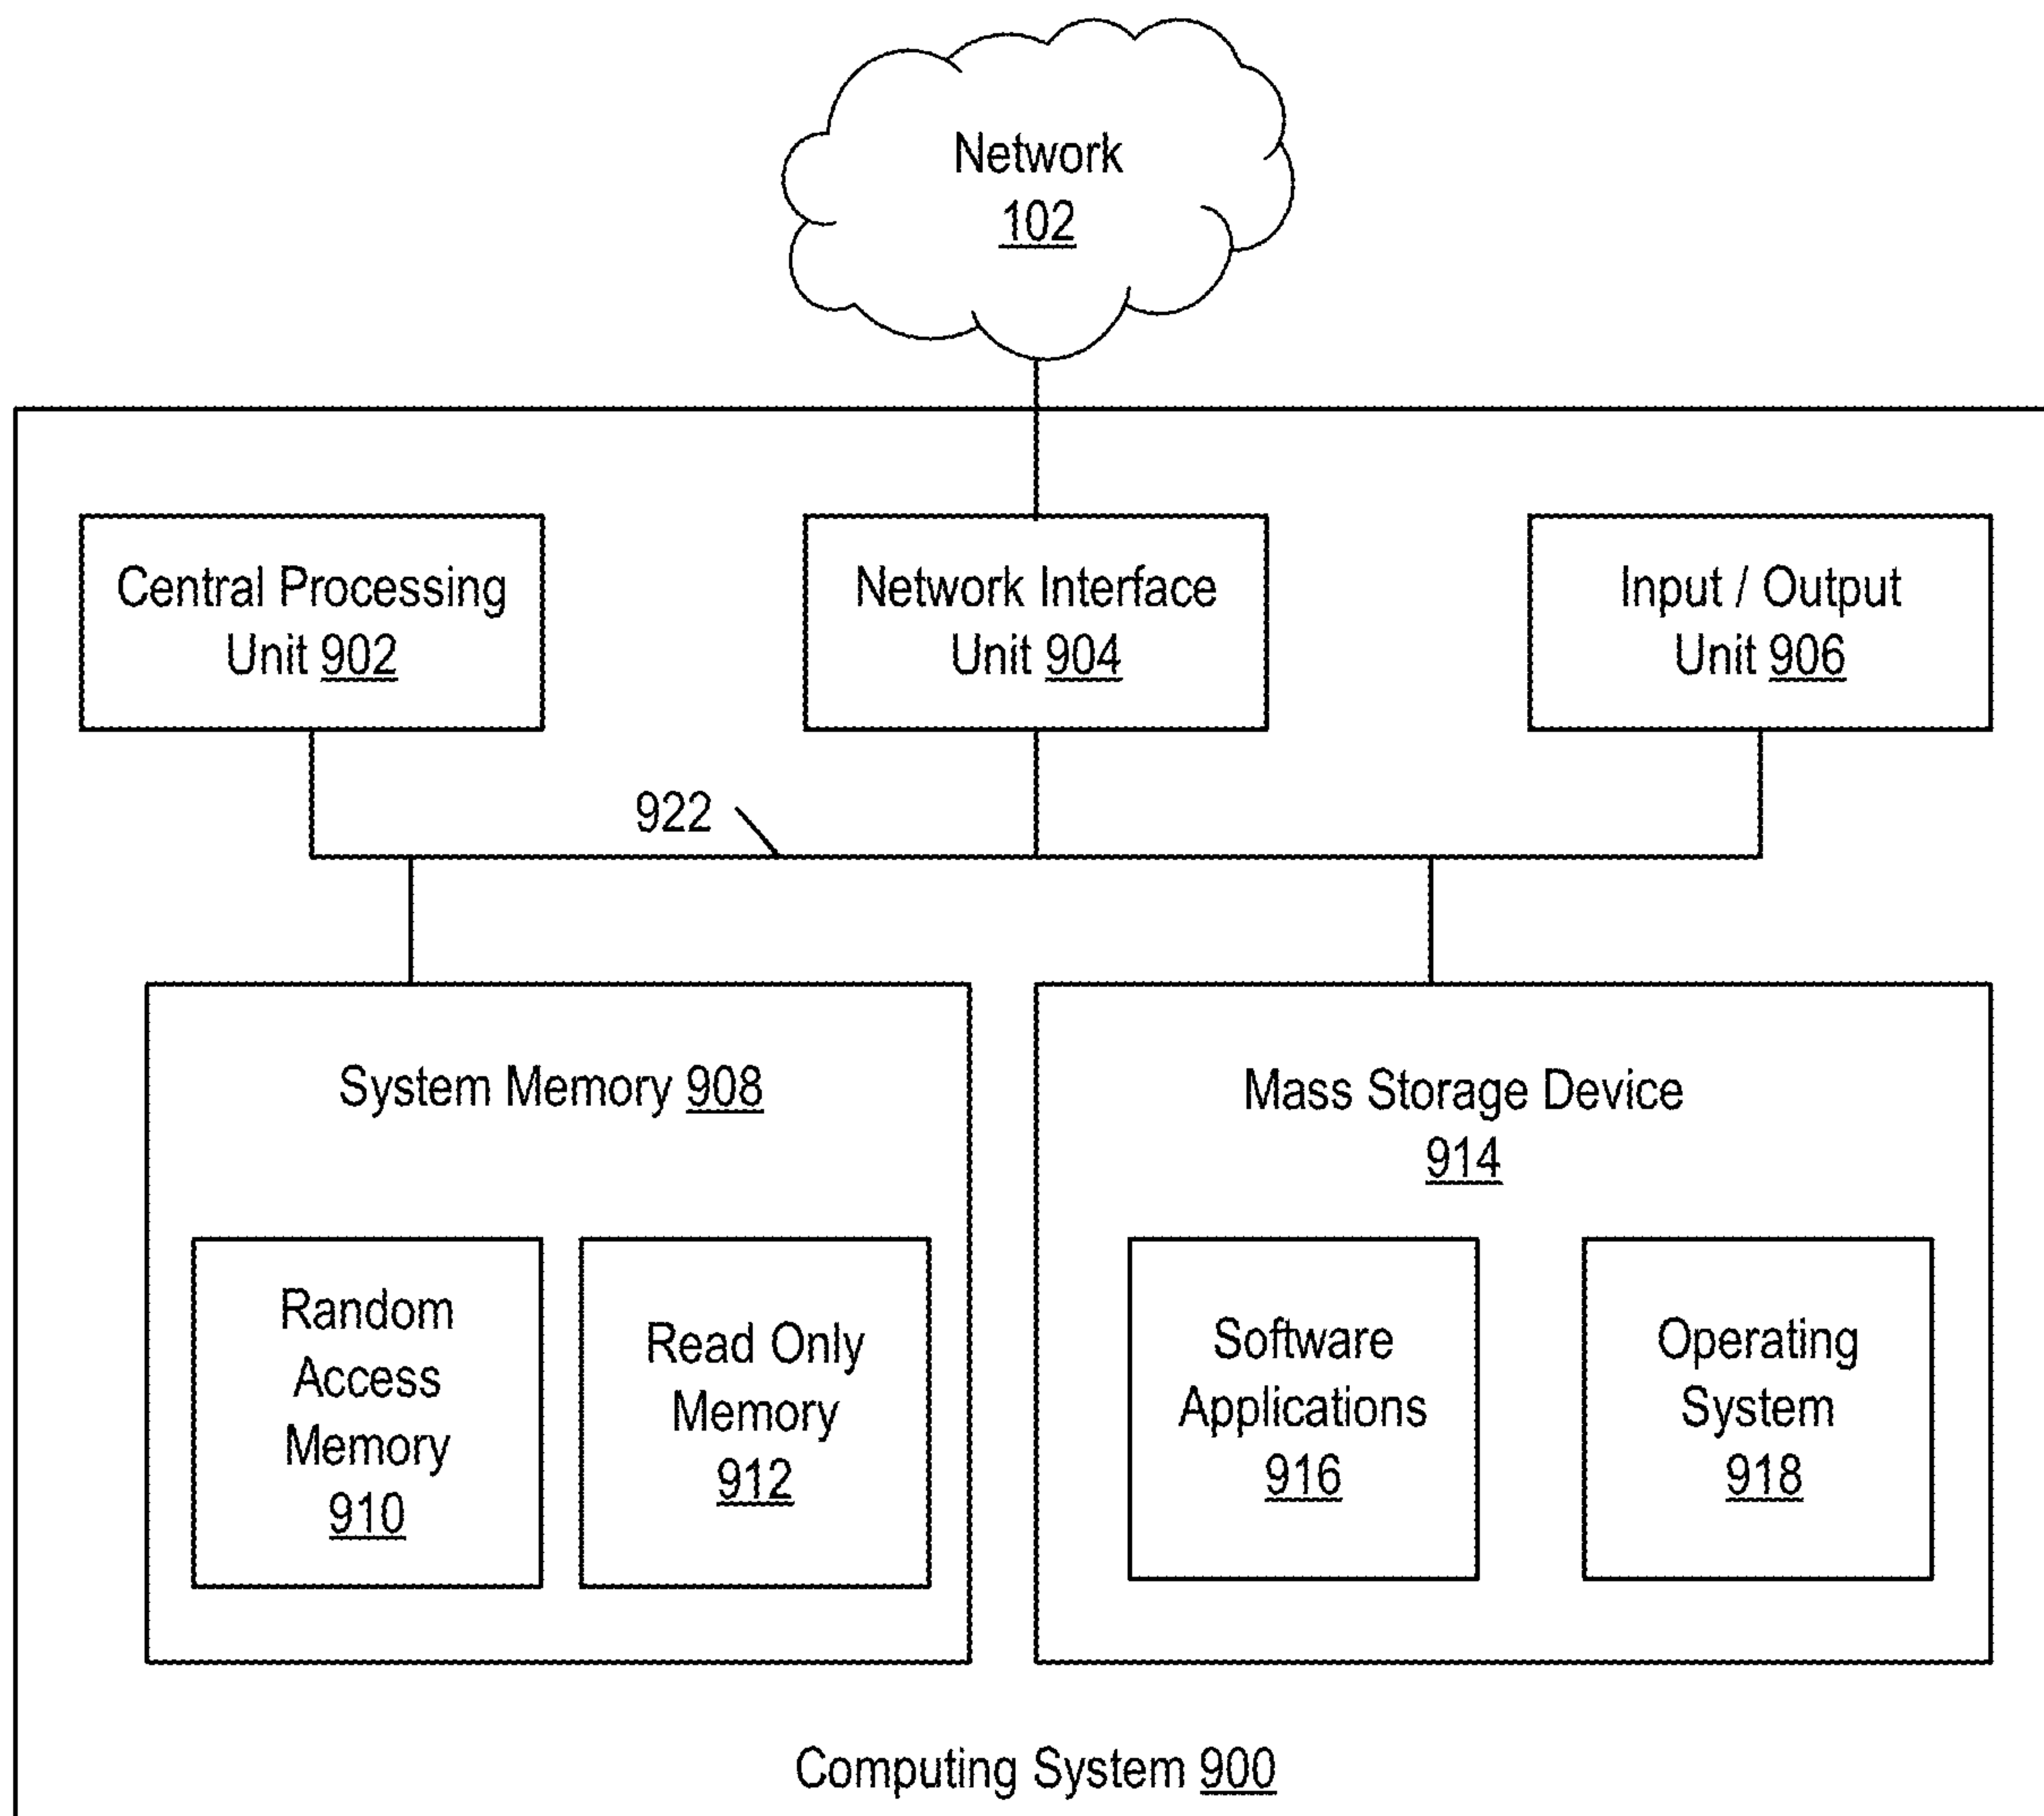 Network
102
Central Processing
Unit 902
Network Interface
Unit 904
Input / Output
Unit 906
922
System Memory 908
Mass Storage Device
914
Random
Access
Memory
910
Read Only
Memory
912
Software
Applications
916
Operating
System
918
Computing System 900